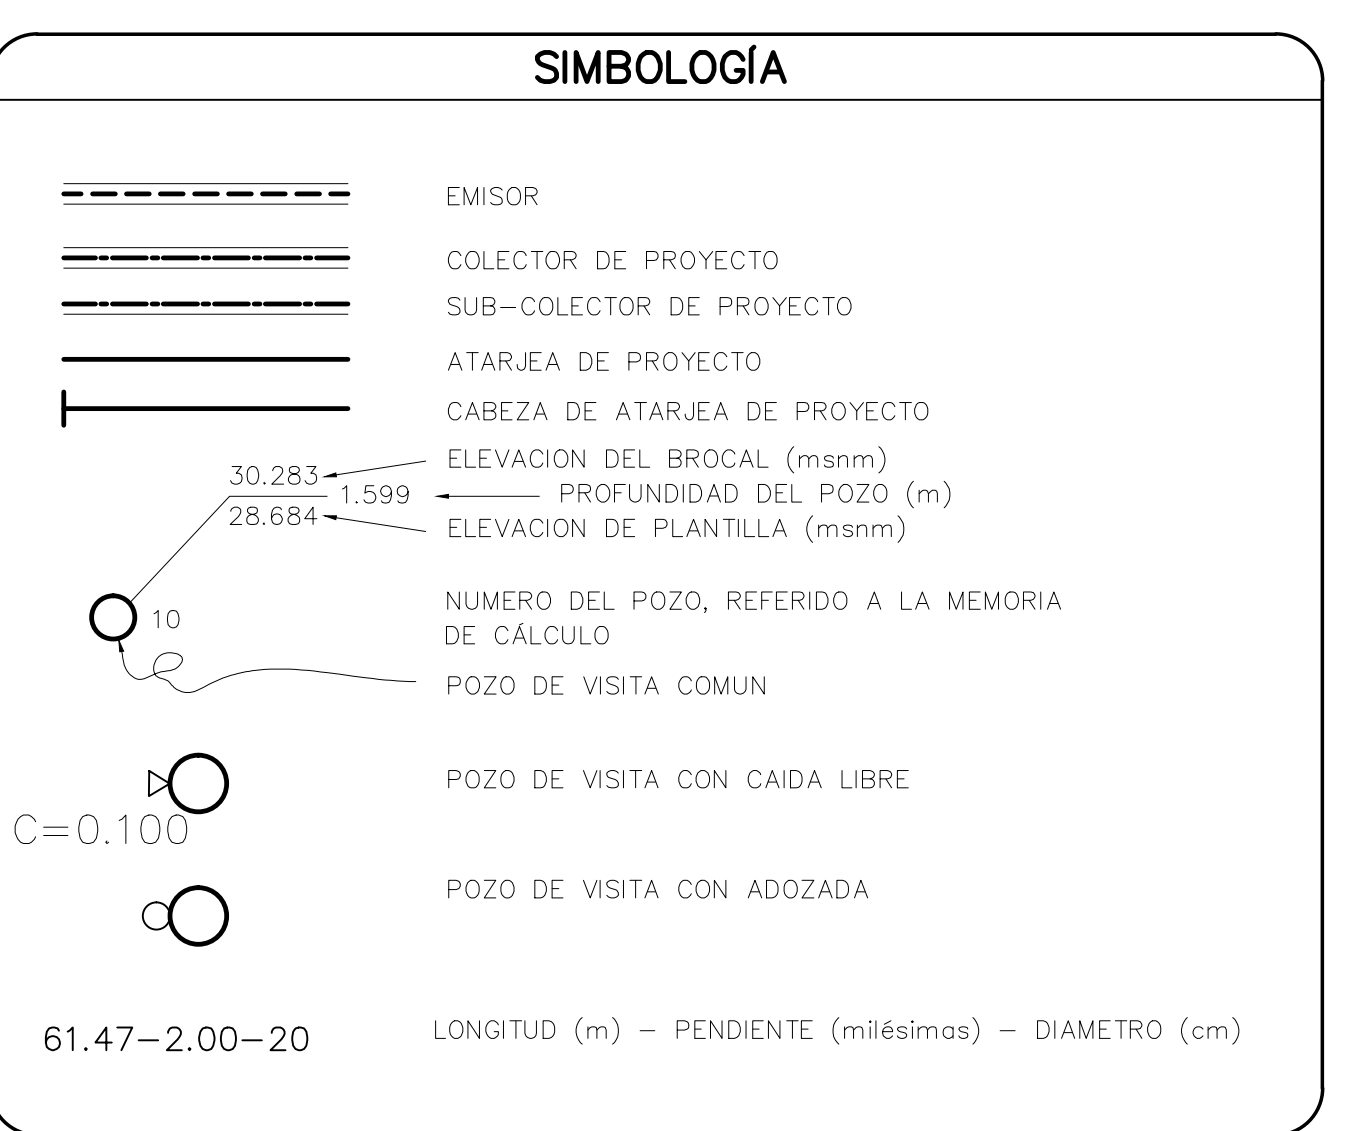 SIMBOLOGÍA
EMISOR
COLECTOR DE PROYECTO
SUB-COLECTOR DE PROYECTO
ATARJEA DE PROYECTO
CABEZA DE ATARJEA DE PROYECTO
30.283 ELEVACION DEL BROCAL (msnm)
1.599 PROFUNDIDAD DEL POZO (m)
28.684 ELEVACION DE PLANTILLA (msnm)
10 NUMERO DEL POZO, REFERIDO A LA MEMORIA
DE CÁLCULO
POZO DE VISITA COMUN
POZO DE VISITA CON CAIDA LIBRE
C=0.100
POZO DE VISITA CON ADOZADA
61.47-2.00-20 LONGITUD (m) - PENDIENTE (milésimas) - DIAMETRO (cm)